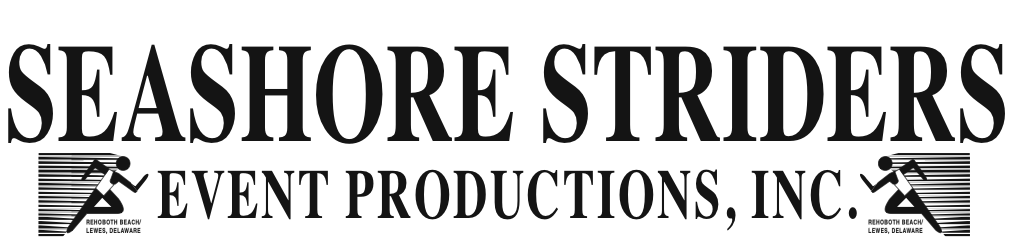 SEASHORE STRIDERS
EVENT PRODUCTIONS, INC.
REHOBOTH BEACH/
LEWES, DELAWARE
REHOBOTH BEACH/
LEWES, DELAWARE